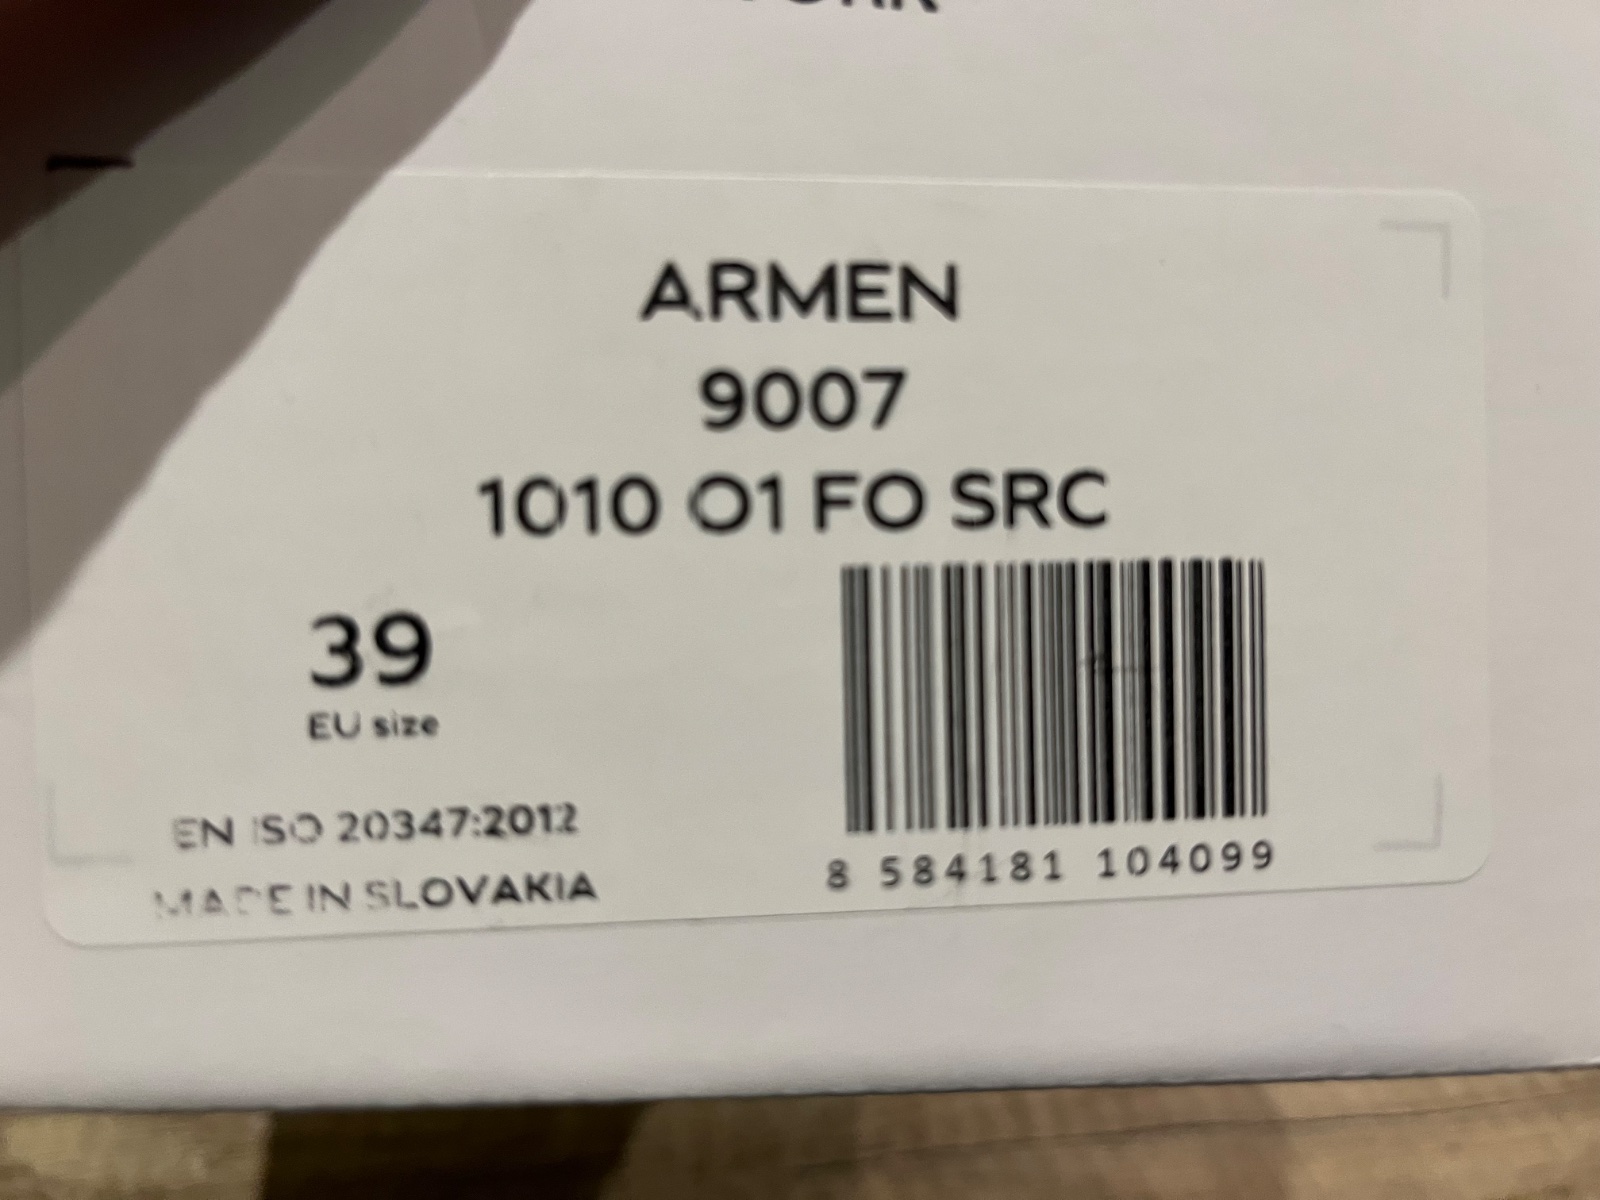 ARMEN
9007
1010 O1 FO SRC
39
EU size
EN ISO 20347:2012
MADE IN SLOVAKIA
8 584181 104099